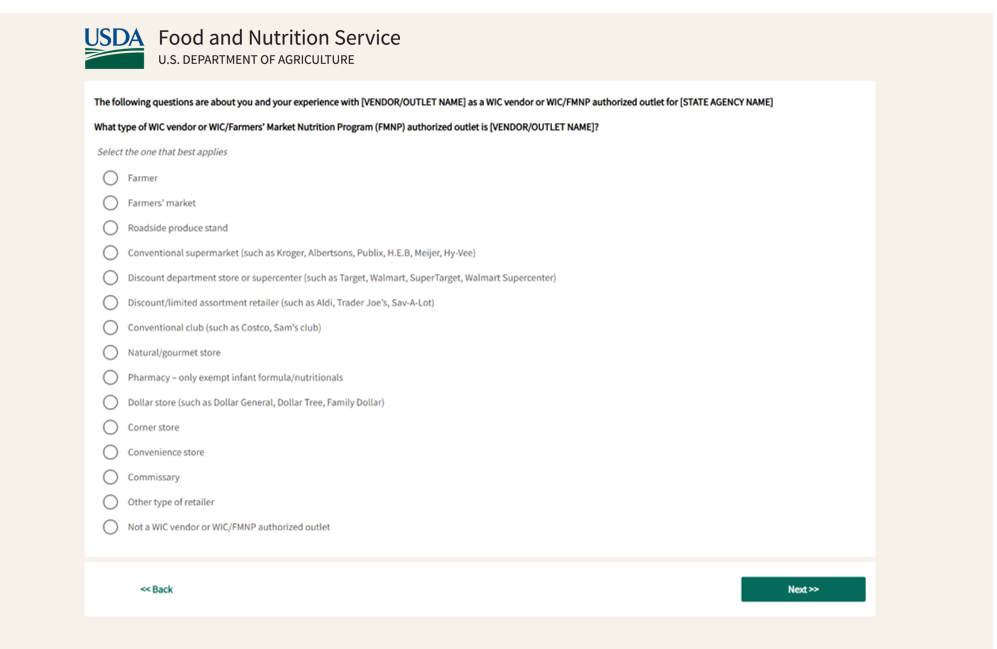 USDA Food and Nutrition Service
U.S. DEPARTMENT OF AGRICULTURE
The following questions are about you and your experience with [VENDOR/OUTLET NAME] as a WIC vendor or WIC/FMNP authorized outlet for [STATE AGENCY NAME]
What type of WIC vendor or WIC/Farmers' Market Nutrition Program (FMNP) authorized outlet is [VENDOR/OUTLET NAME]?
Select the one that best applies
Farmer
Farmers' market
Roadside produce stand
Conventional supermarket (such as Kroger, Albertsons, Publix, H.E.B, Meijer, Hy-Vee)
Discount department store or supercenter (such as Target, Walmart, SuperTarget, Walmart Supercenter)
Discount/limited assortment retailer (such as Aldi, Trader Joe's, Sav-A-Lot)
Conventional club (such as Costco, Sam's club)
Natural/gourmet store
Pharmacy – only exempt infant formula/nutritionals
Dollar store (such as Dollar General, Dollar Tree, Family Dollar)
Corner store
Convenience store
Commissary
Other type of retailer
Not a WIC vendor or WIC/FMNP authorized outlet
<< Back
Next >>